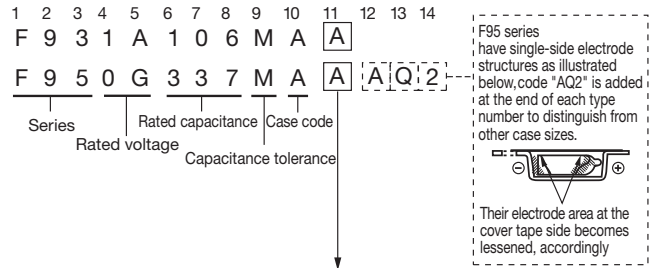 1 2 3 4 5 6 7 8 9 10 11 12 13 14
F 9 3 1 A 1 0 6 M A A
F 9 5 0 G 3 3 7 M A A A Q 2
Series
Rated voltage
Rated capacitance
Capacitance tolerance
Case code
F95 series
have single-side electrode
structures as illustrated
below,code "AQ2" is added
at the end of each type
number to distinguish from
other case sizes.
⊖ ⊕
Their electrode area at the
cover tape side becomes
lessened, accordingly